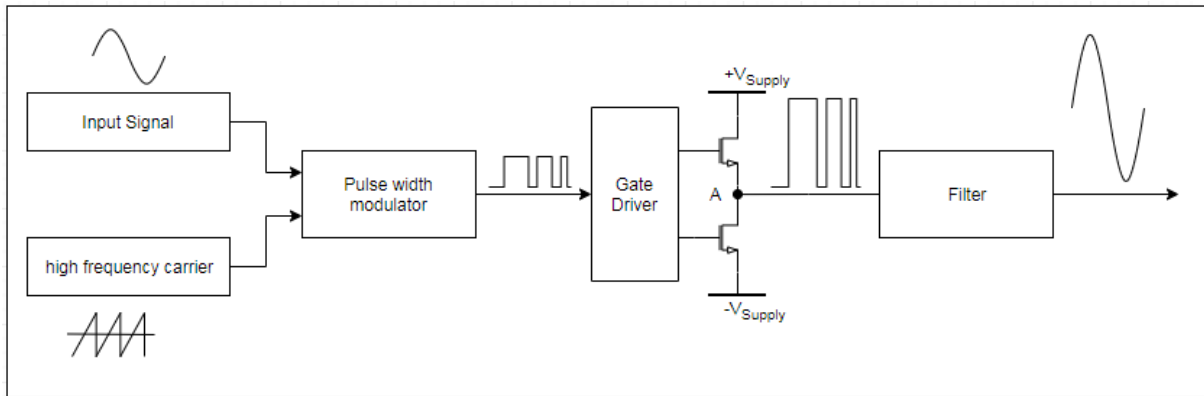 Input Signal
high frequency carrier
Pulse width
modulator
Gate
Driver
+VSupply
A
-VSupply
Filter